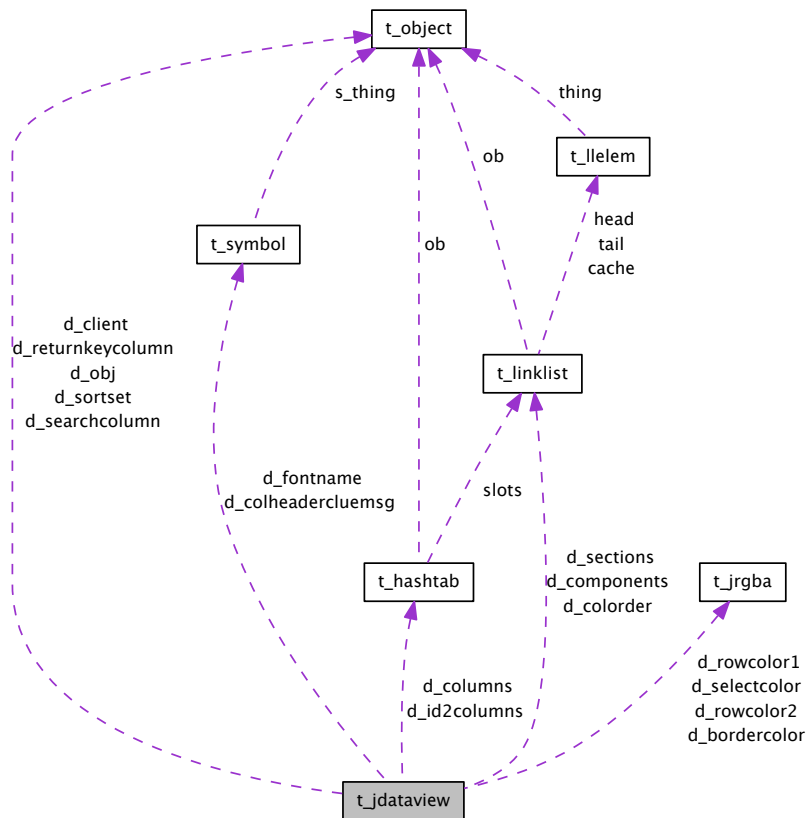 t_object
s_thing
thing
ob
t_llelem
t_symbol
ob
head
tail
cache
d_client
d_returnkeycolumn
d_obj
d_sortset
d_searchcolumn
t_linklist
d_fontname
d_colheadercluemsg
slots
t_hashtab
d_sections
d_components
d_colorder
t_jrgba
d_columns
d_id2columns
d_rowcolor1
d_selectcolor
d_rowcolor2
d_bordercolor
t_jdataview